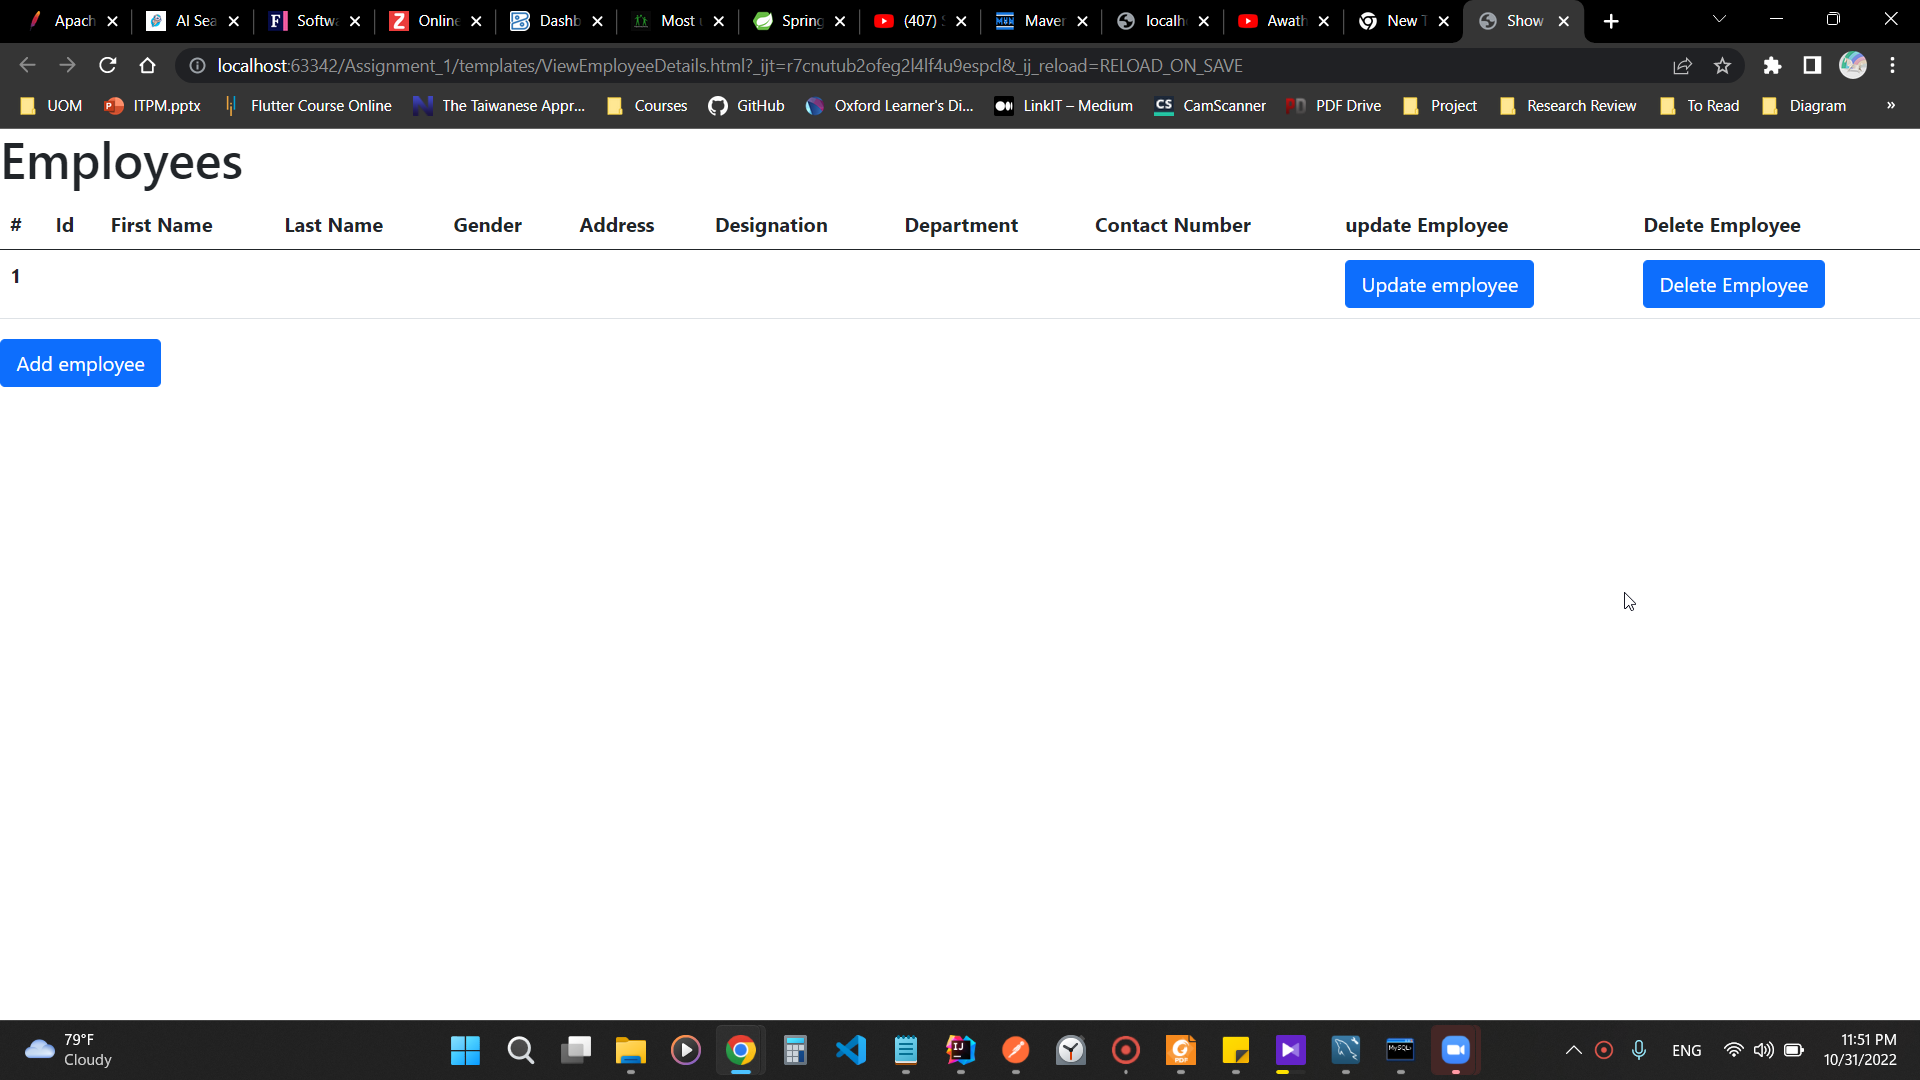 Apach AI Sea Softw Online Dashb Most Spring (407) Maver localh Awath New T Show
localhost:63342/Assignment_1/templates/ViewEmployeeDetails.html?_ijt=r7cnutub2ofeg2l4lf4u9espcl&_ij_reload=RELOAD_ON_SAVE
UOM ITPM.pptx Flutter Course Online The Taiwanese Appr... Courses GitHub Oxford Learner's Di... LinkIT – Medium CS CamScanner PDF Drive Project Research Review To Read Diagram »
Employees
# Id First Name Last Name Gender Address Designation Department Contact Number update Employee Delete Employee
1 Update employee Delete Employee
Add employee
79°F
Cloudy
ENG
11:51 PM
10/31/2022